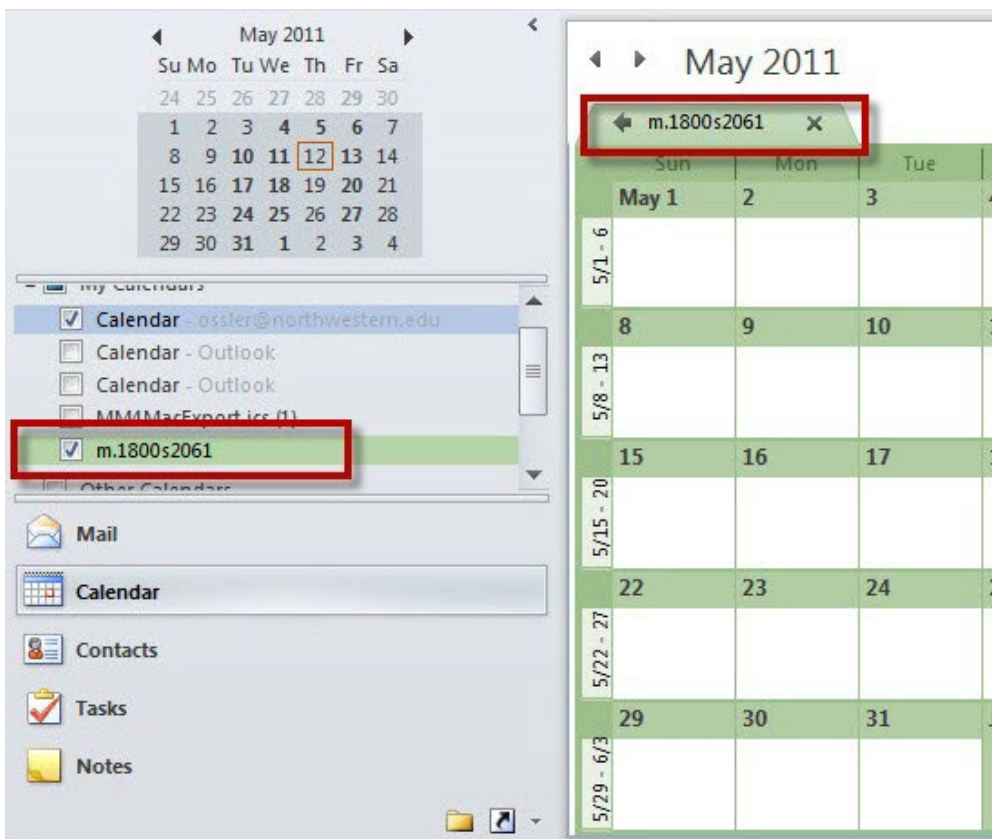 May 2011
Su Mo Tu We Th Fr Sa
24 25 26 27 28 29 30
1 2 3 4 5 6 7
8 9 10 11 12 13 14
15 16 17 18 19 20 21
22 23 24 25 26 27 28
29 30 31 1 2 3 4
My Calendars
Calendar - ossler@northwestern.edu
Calendar - Outlook
Calendar - Outlook
MM4MacExport.ics (1)
m.1800s2061
Other Calendars
Mail
Calendar
Contacts
Tasks
Notes
May 2011
m.1800s2061
Sun Mon Tue
May 1 2 3
5/1 - 6
8 9 10
5/8 - 13
15 16 17
5/15 - 20
22 23 24
5/22 - 27
29 30 31
5/29 - 6/3